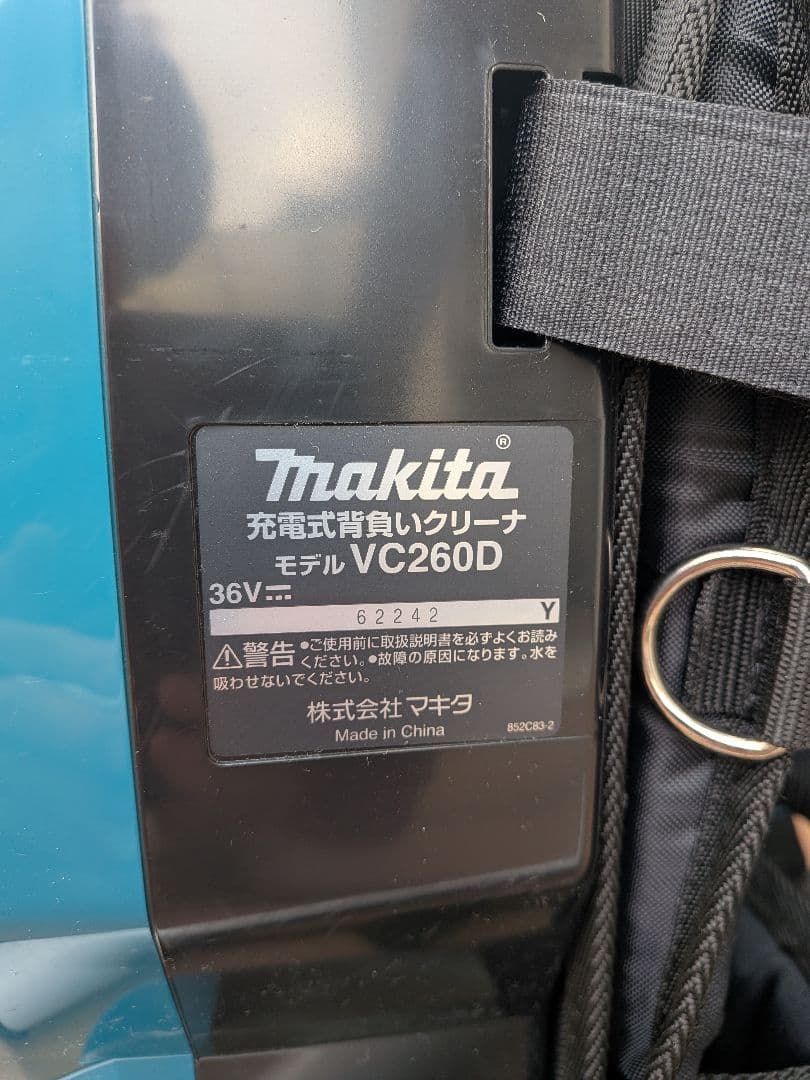 makita®
充電式背負いクリーナ
モデル VC260D
36V⎓
62242 Y
⚠警告 •ご使用前に取扱説明書を必ずよくお読み
ください。•故障の原因になります。水を
吸わせないでください。
株式会社 マキタ
Made in China 852C83-2